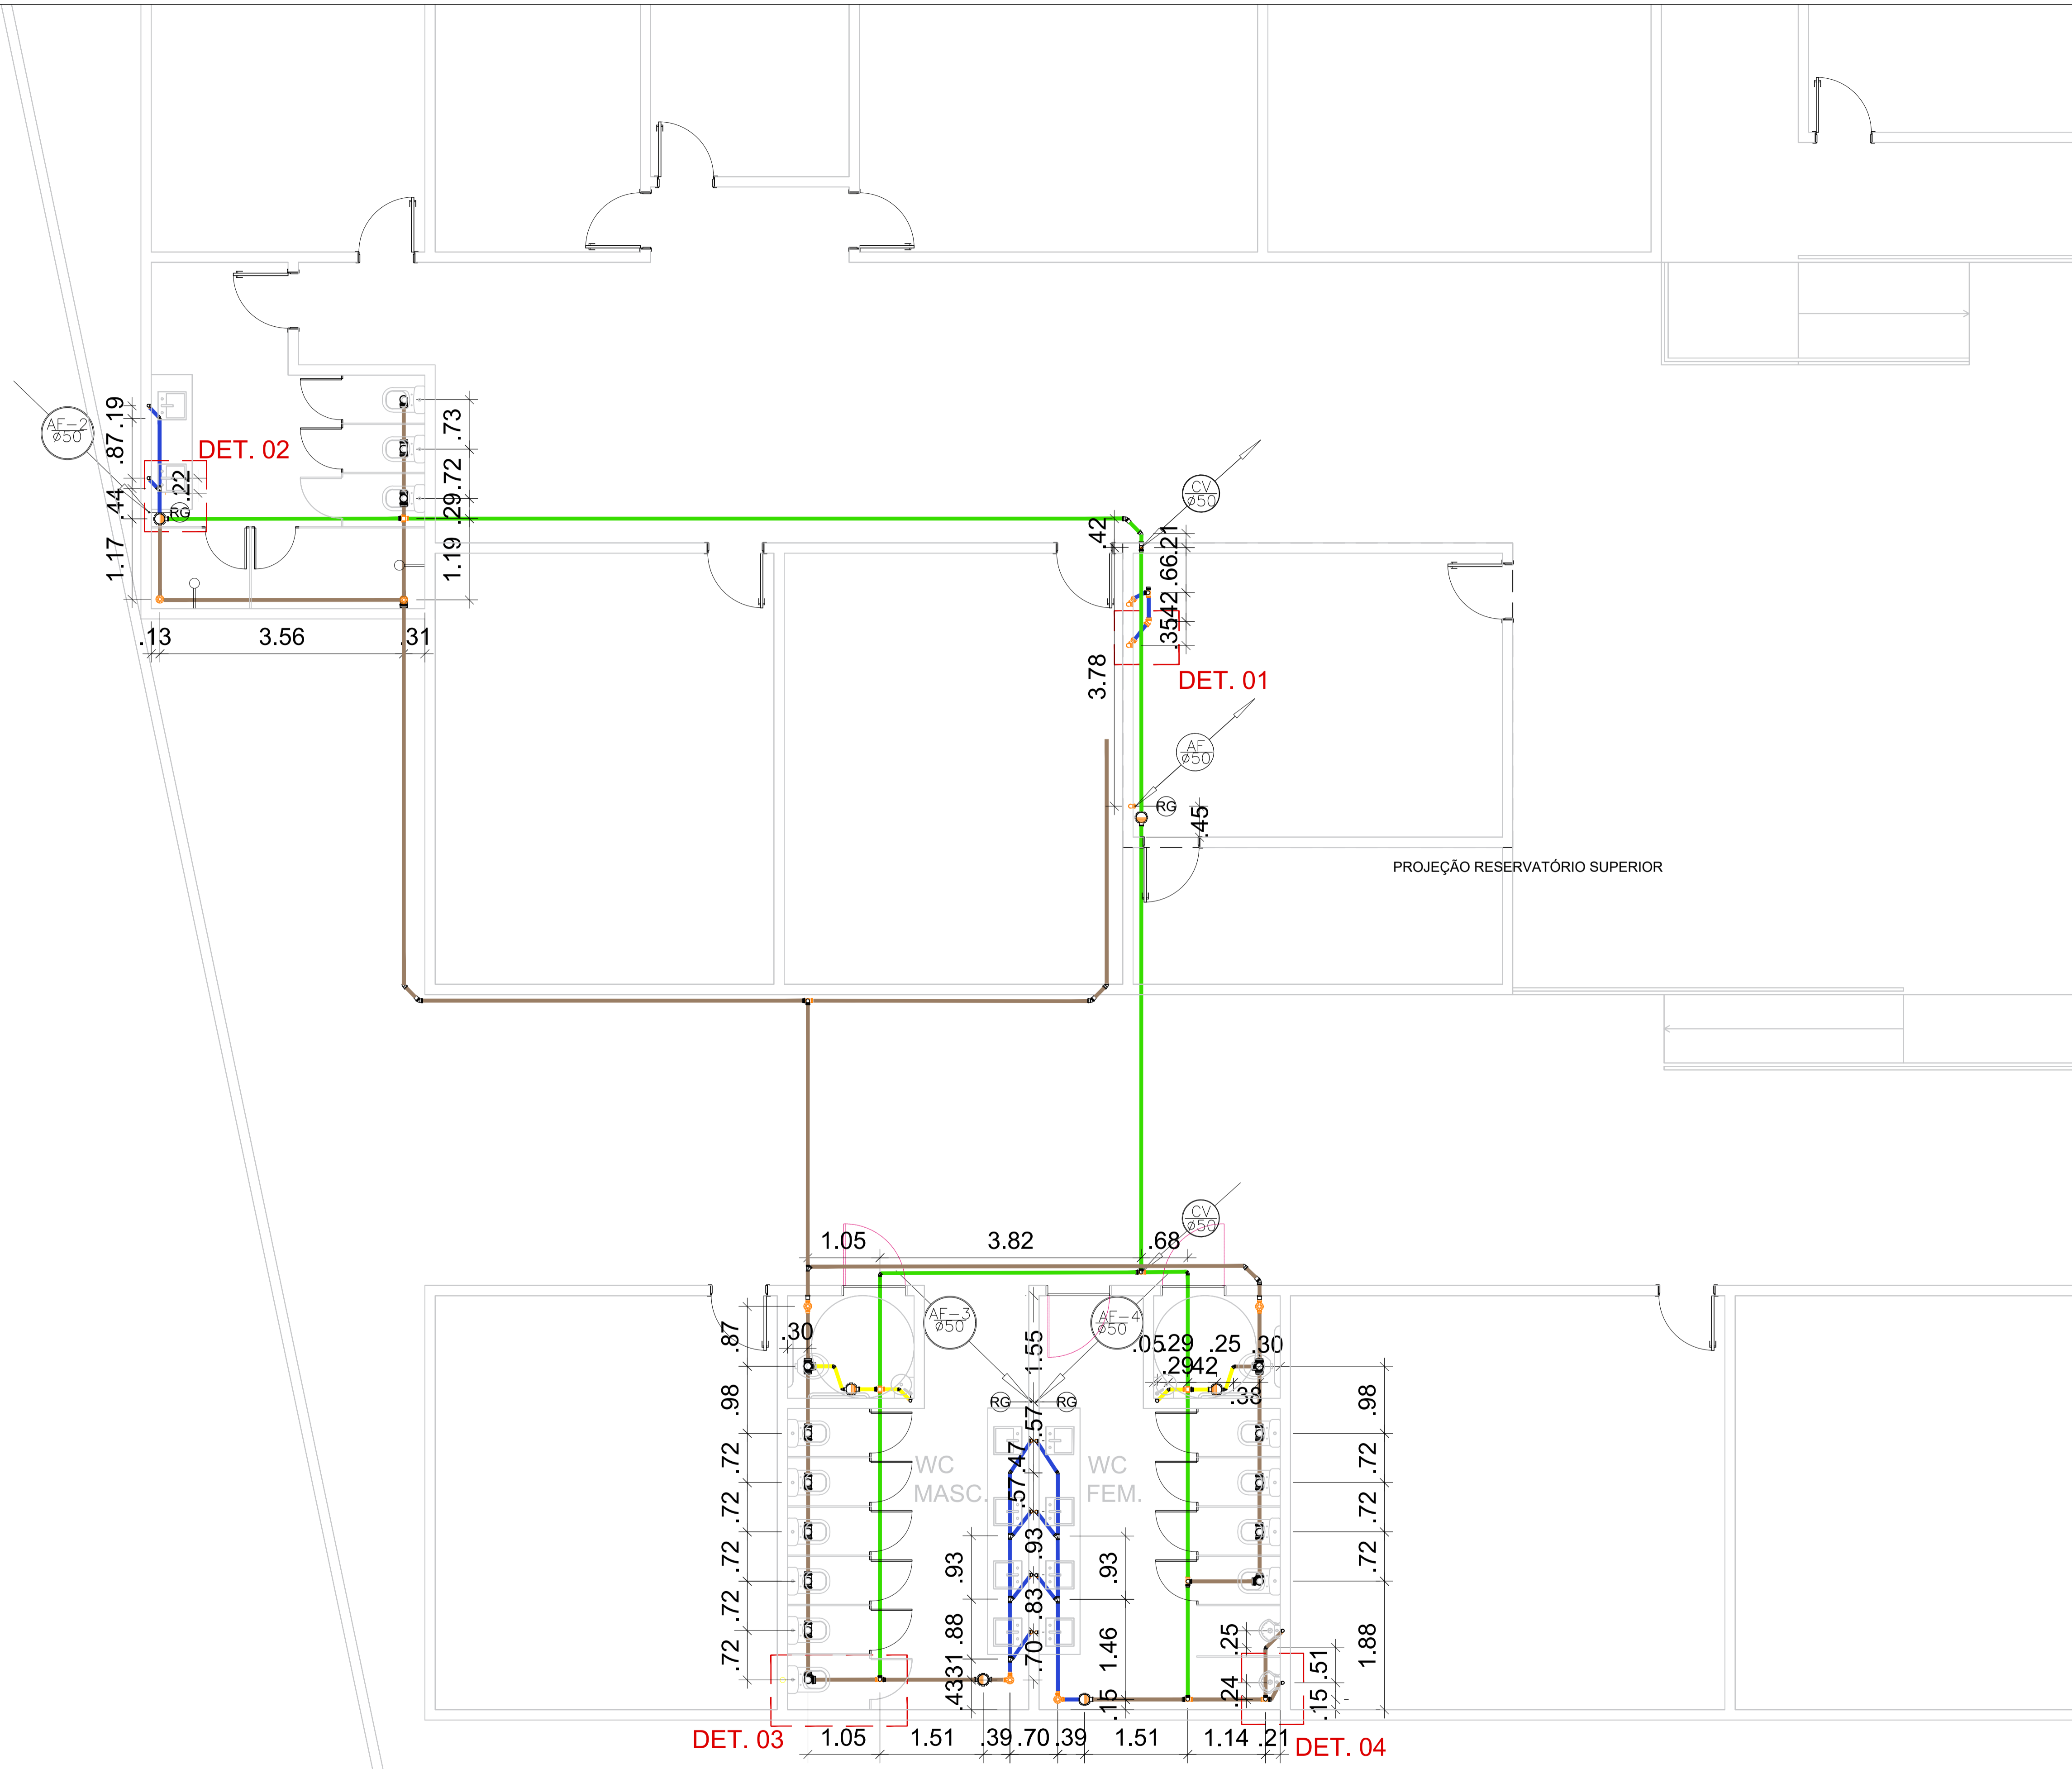 AF-2
ø50
.19
.87
.44
.22
1.17
DET. 02
RG
.73
.72
.29
1.19
.13
3.56
.31
CV
ø50
.42
.21
.66
.42
.35
DET. 01
3.78
AF
ø50
RG
.45
PROJEÇÃO RESERVATÓRIO SUPERIOR
CV
ø50
1.05
3.82
.68
AF-3
ø50
AF-4
ø50
.87
.30
1.55
.05
.29
.25
.30
.29
.42
.38
.98
.98
RG
RG
.57
.47
.57
WC
MASC.
WC
FEM.
.72
.72
.72
.72
.72
.72
.72
.72
.93
.93
.93
.83
.88
1.46
.70
.31
.43
.15
.25
.24
.51
.15
1.88
DET. 03
1.05
1.51
.39
.70
.39
1.51
1.14
.21
DET. 04